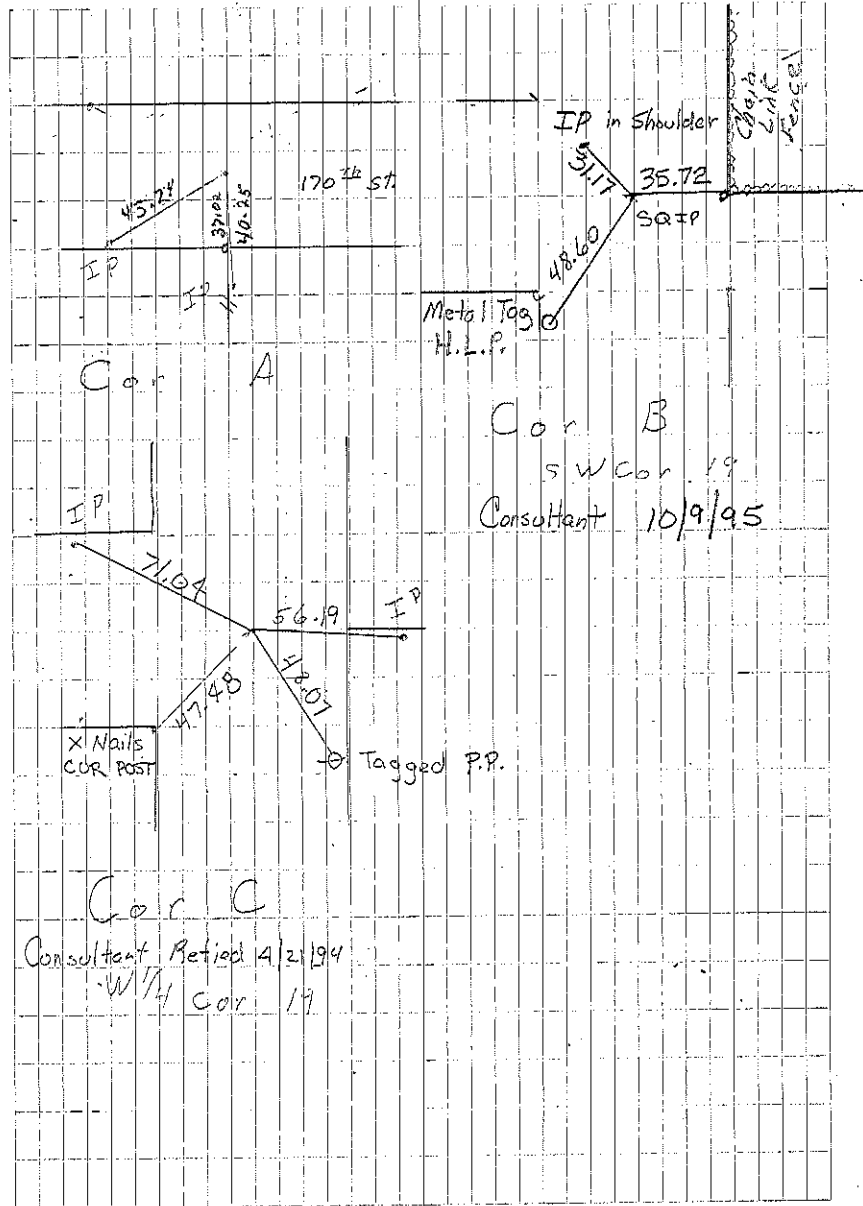 170th St.
45.24
37.02
40.25
IP
IP
Cor A
Chain
Link
Fence
IP in Shoulder
31.17
35.72
SQ IP
48.60
Metal Tag
H.L.P.
Cor B
SW Cor 19
Consultant 10/9/95
IP
71.04
56.19
IP
47.48
48.07
X Nails
COR POST
Tagged P.P.
Cor C
Consultant Retied 4/21/94
W 1/4 Cor 19